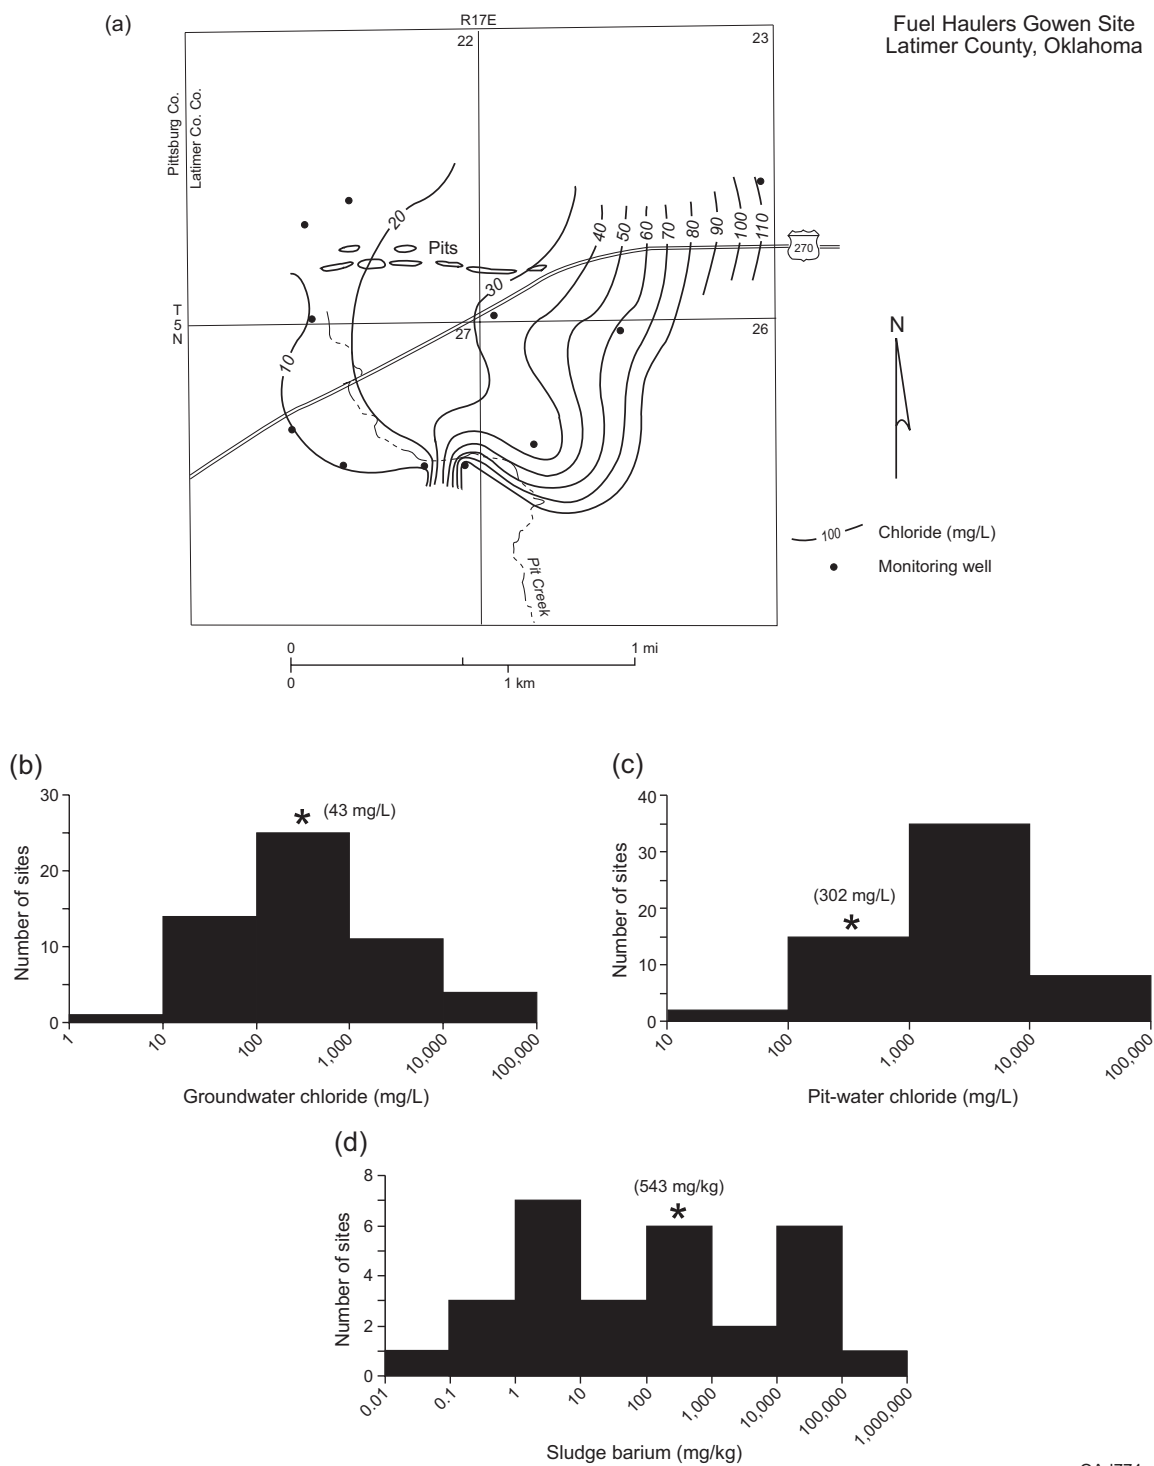 (a)
R17E
Fuel Haulers Gowen Site
Latimer County, Oklahoma
22
23
Pittsburg Co.
Latimer Co. Co.
20
Pits
40
50
60
70
80
90
100
110
270
30
T
5
N
27
26
10
N
Pit Creek
100
Chloride (mg/L)
Monitoring well
0
1 mi
0
1 km
(b)
30
20
10
0
Number of sites
(43 mg/L)
*
1
10
100
1,000
10,000
100,000
Groundwater chloride (mg/L)
(c)
40
30
20
10
0
Number of sites
(302 mg/L)
*
10
100
1,000
10,000
100,000
Pit-water chloride (mg/L)
(d)
8
6
4
2
0
Number of sites
(543 mg/kg)
*
0.01
0.1
1
10
100
1,000
10,000
100,000
1,000,000
Sludge barium (mg/kg)